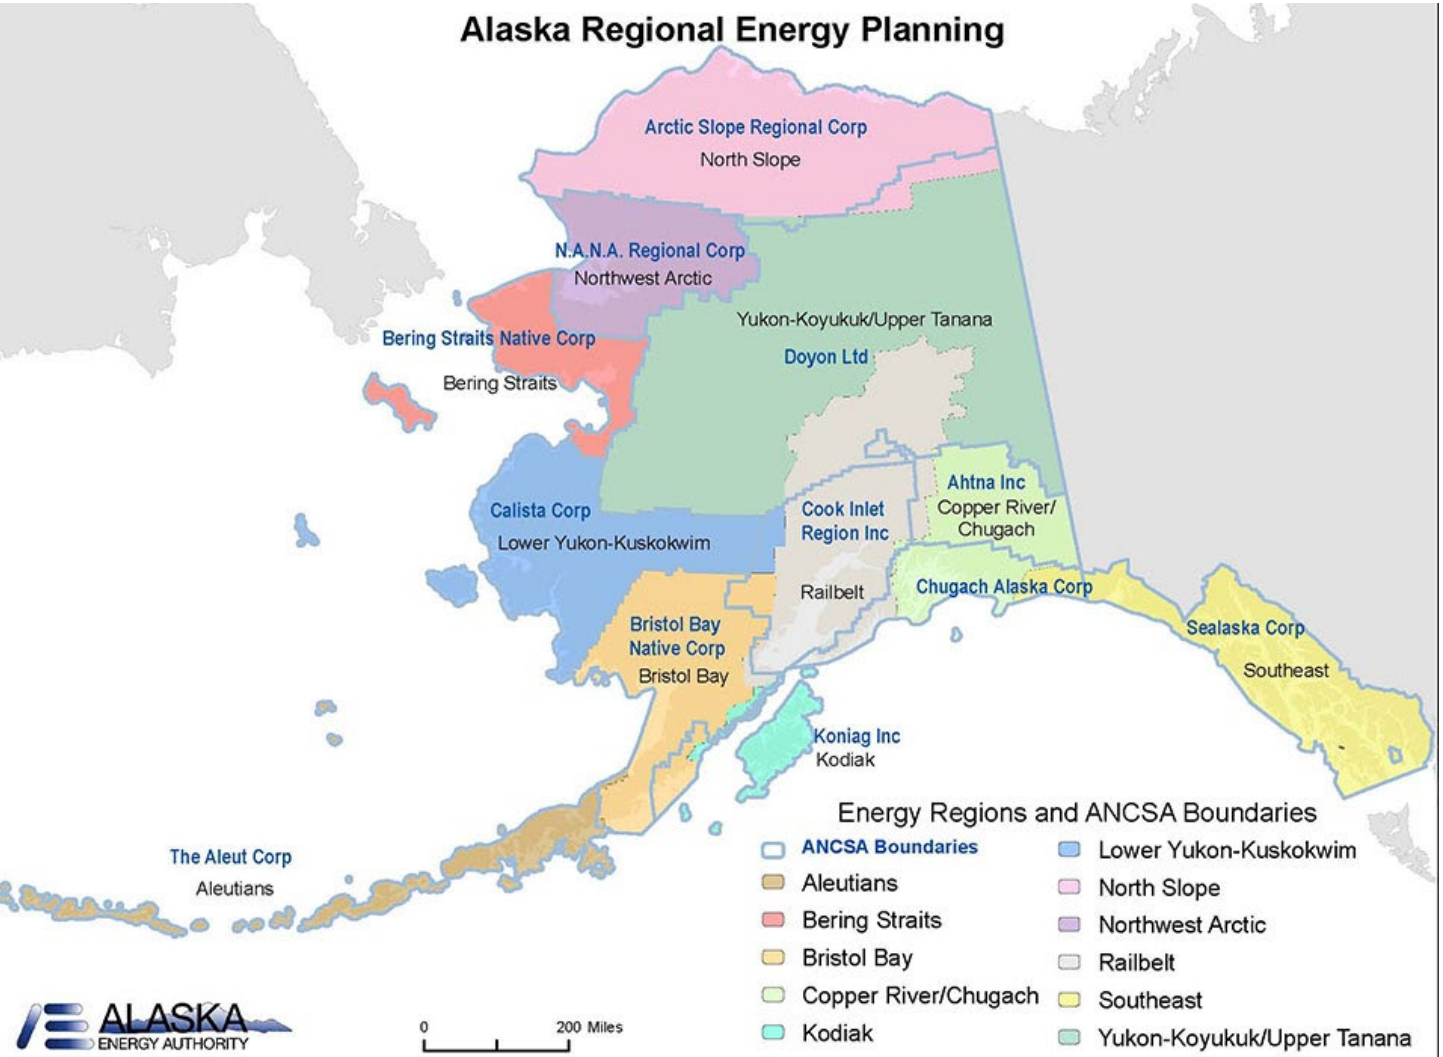 Alaska Regional Energy Planning
Arctic Slope Regional Corp
North Slope
N.A.N.A. Regional Corp
Northwest Arctic
Yukon-Koyukuk/Upper Tanana
Doyon Ltd
Bering Straits Native Corp
Bering Straits
Ahtna Inc
Copper River/
Chugach
Calista Corp
Lower Yukon-Kuskokwim
Cook Inlet
Region Inc
Railbelt
Chugach Alaska Corp
Bristol Bay
Native Corp
Bristol Bay
Sealaska Corp
Southeast
Koniag Inc
Kodiak
The Aleut Corp
Aleutians
Energy Regions and ANCSA Boundaries
ANCSA Boundaries
Aleutians
Bering Straits
Bristol Bay
Copper River/Chugach
Kodiak
Lower Yukon-Kuskokwim
North Slope
Northwest Arctic
Railbelt
Southeast
Yukon-Koyukuk/Upper Tanana
ALASKA
ENERGY AUTHORITY
0 200 Miles